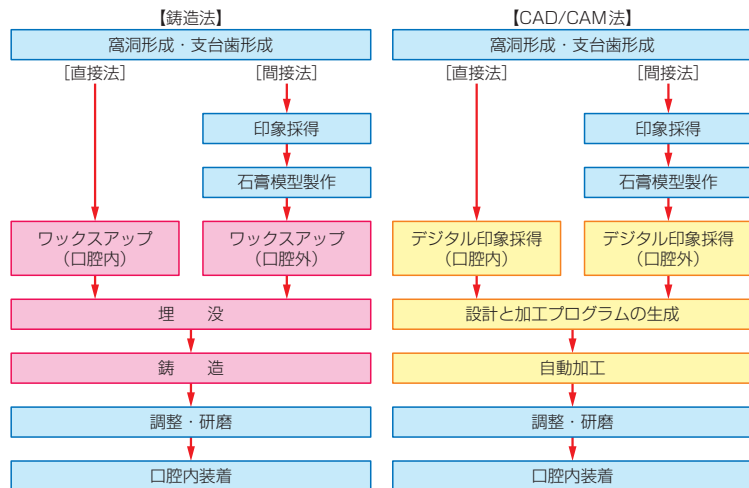 【鋳造法】
窩洞形成・支台歯形成
［直接法］
［間接法］
印象採得
石膏模型製作
ワックスアップ
（口腔内）
ワックスアップ
（口腔外）
埋　没
鋳　造
調整・研磨
口腔内装着
【CAD/CAM法】
窩洞形成・支台歯形成
［直接法］
［間接法］
印象採得
石膏模型製作
デジタル印象採得
（口腔内）
デジタル印象採得
（口腔外）
設計と加工プログラムの生成
自動加工
調整・研磨
口腔内装着